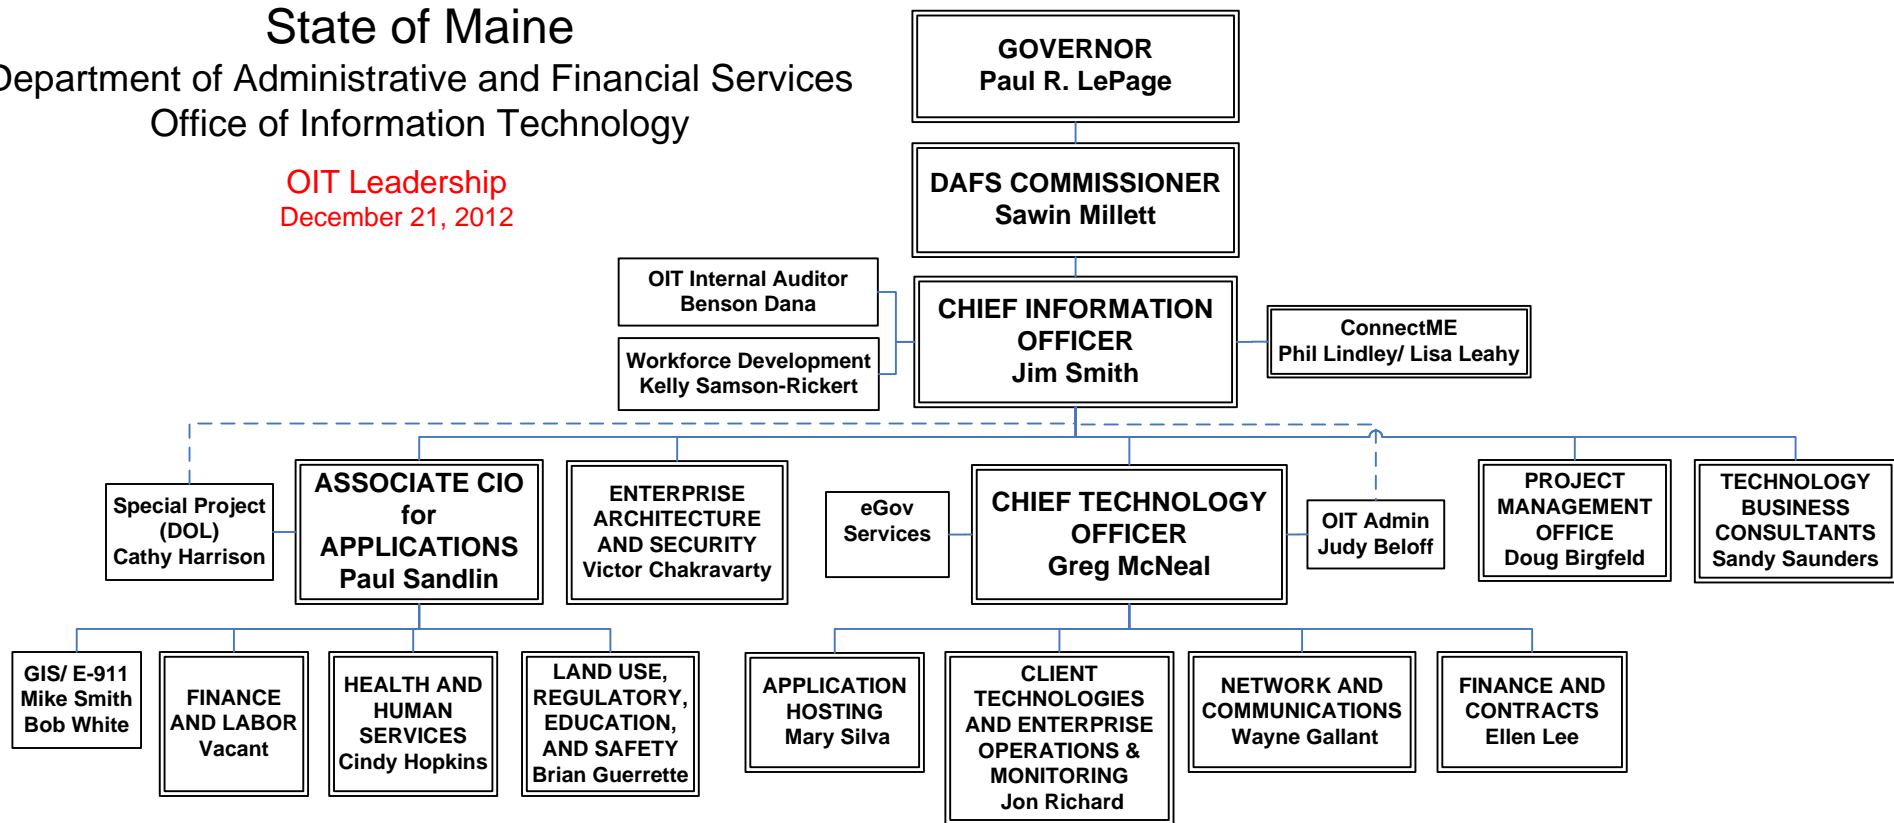 State of Maine
Department of Administrative and Financial Services
Office of Information Technology
OIT Leadership
December 21, 2012
GOVERNOR
Paul R. LePage
DAFS COMMISSIONER
Sawin Millett
OIT Internal Auditor
Benson Dana
Workforce Development
Kelly Samson-Rickert
CHIEF INFORMATION
OFFICER
Jim Smith
ConnectME
Phil Lindley/ Lisa Leahy
Special Project
(DOL)
Cathy Harrison
ASSOCIATE CIO
for
APPLICATIONS
Paul Sandlin
ENTERPRISE
ARCHITECTURE
AND SECURITY
Victor Chakravarty
eGov
Services
CHIEF TECHNOLOGY
OFFICER
Greg McNeal
OIT Admin
Judy Beloff
PROJECT
MANAGEMENT
OFFICE
Doug Birgfeld
TECHNOLOGY
BUSINESS
CONSULTANTS
Sandy Saunders
GIS/ E-911
Mike Smith
Bob White
FINANCE
AND LABOR
Vacant
HEALTH AND
HUMAN
SERVICES
Cindy Hopkins
LAND USE,
REGULATORY,
EDUCATION,
AND SAFETY
Brian Guerrette
APPLICATION
HOSTING
Mary Silva
CLIENT
TECHNOLOGIES
AND ENTERPRISE
OPERATIONS &
MONITORING
Jon Richard
NETWORK AND
COMMUNICATIONS
Wayne Gallant
FINANCE AND
CONTRACTS
Ellen Lee